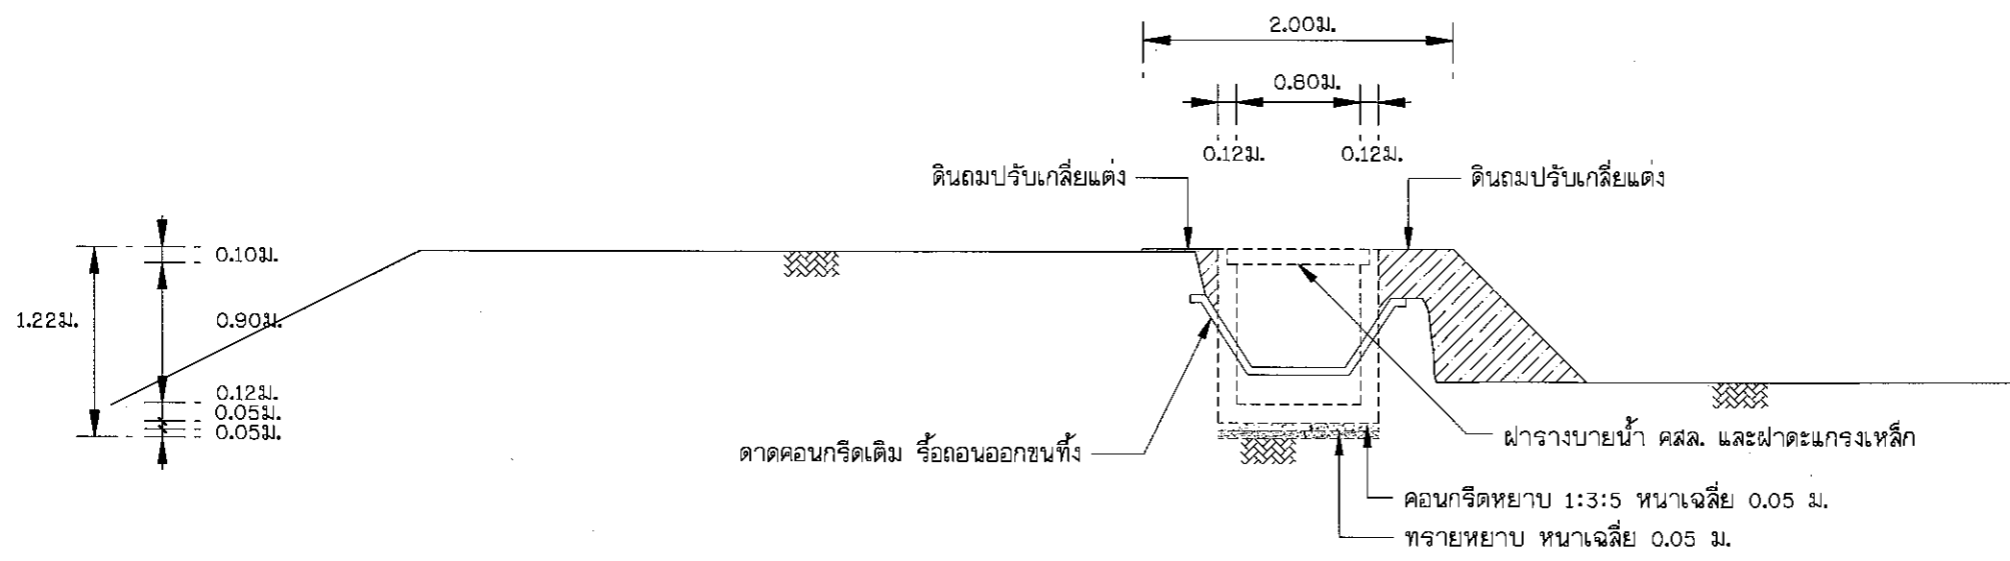 2.00ม.
0.80ม.
0.12ม. 0.12ม.
ดินถมปรับเกลี่ยแต่ง
ดินถมปรับเกลี่ยแต่ง
0.10ม.
1.22ม.
0.90ม.
0.12ม.
0.05ม.
0.05ม.
ดาดคอนกรีตเดิม รื้อถอนออกขนทิ้ง
ฝารางบายน้ำ คสล. และฝาตะแกรงเหล็ก
คอนกรีตหยาบ 1:3:5 หนาเฉลี่ย 0.05 ม.
ทรายหยาบ หนาเฉลี่ย 0.05 ม.